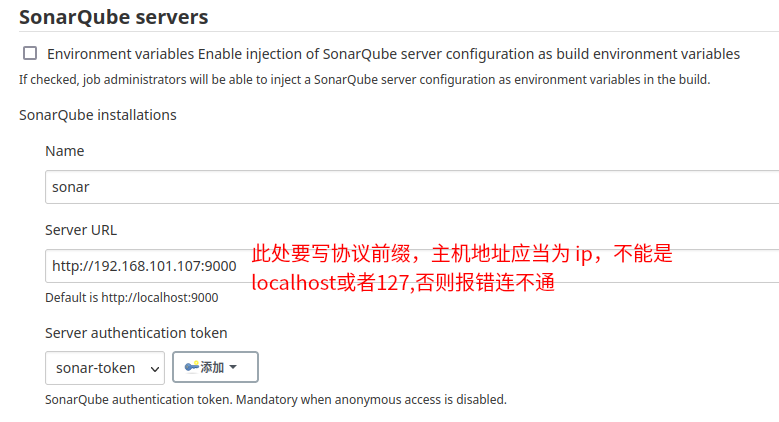 SonarQube servers
Environment variables Enable injection of SonarQube server configuration as build environment variables
If checked, job administrators will be able to inject a SonarQube server configuration as environment variables in the build.
SonarQube installations
Name
sonar
Server URL
http://192.168.101.107:9000
此处要写协议前缀，主机地址应当为 ip，不能是
localhost或者127,否则报错连不通
Default is http://localhost:9000
Server authentication token
sonar-token
添加
SonarQube authentication token. Mandatory when anonymous access is disabled.